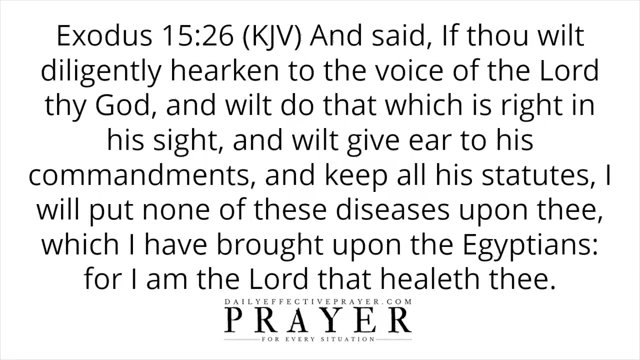 Exodus 15:26 (KJV) And said, If thou wilt
diligently hearken to the voice of the Lord
thy God, and wilt do that which is right in
his sight, and wilt give ear to his
commandments, and keep all his statutes, I
will put none of these diseases upon thee,
which I have brought upon the Egyptians:
for I am the Lord that healeth thee.
DAILYEFFECTIVEPRAYER.COM
PRAYER
FOR EVERY SITUATION